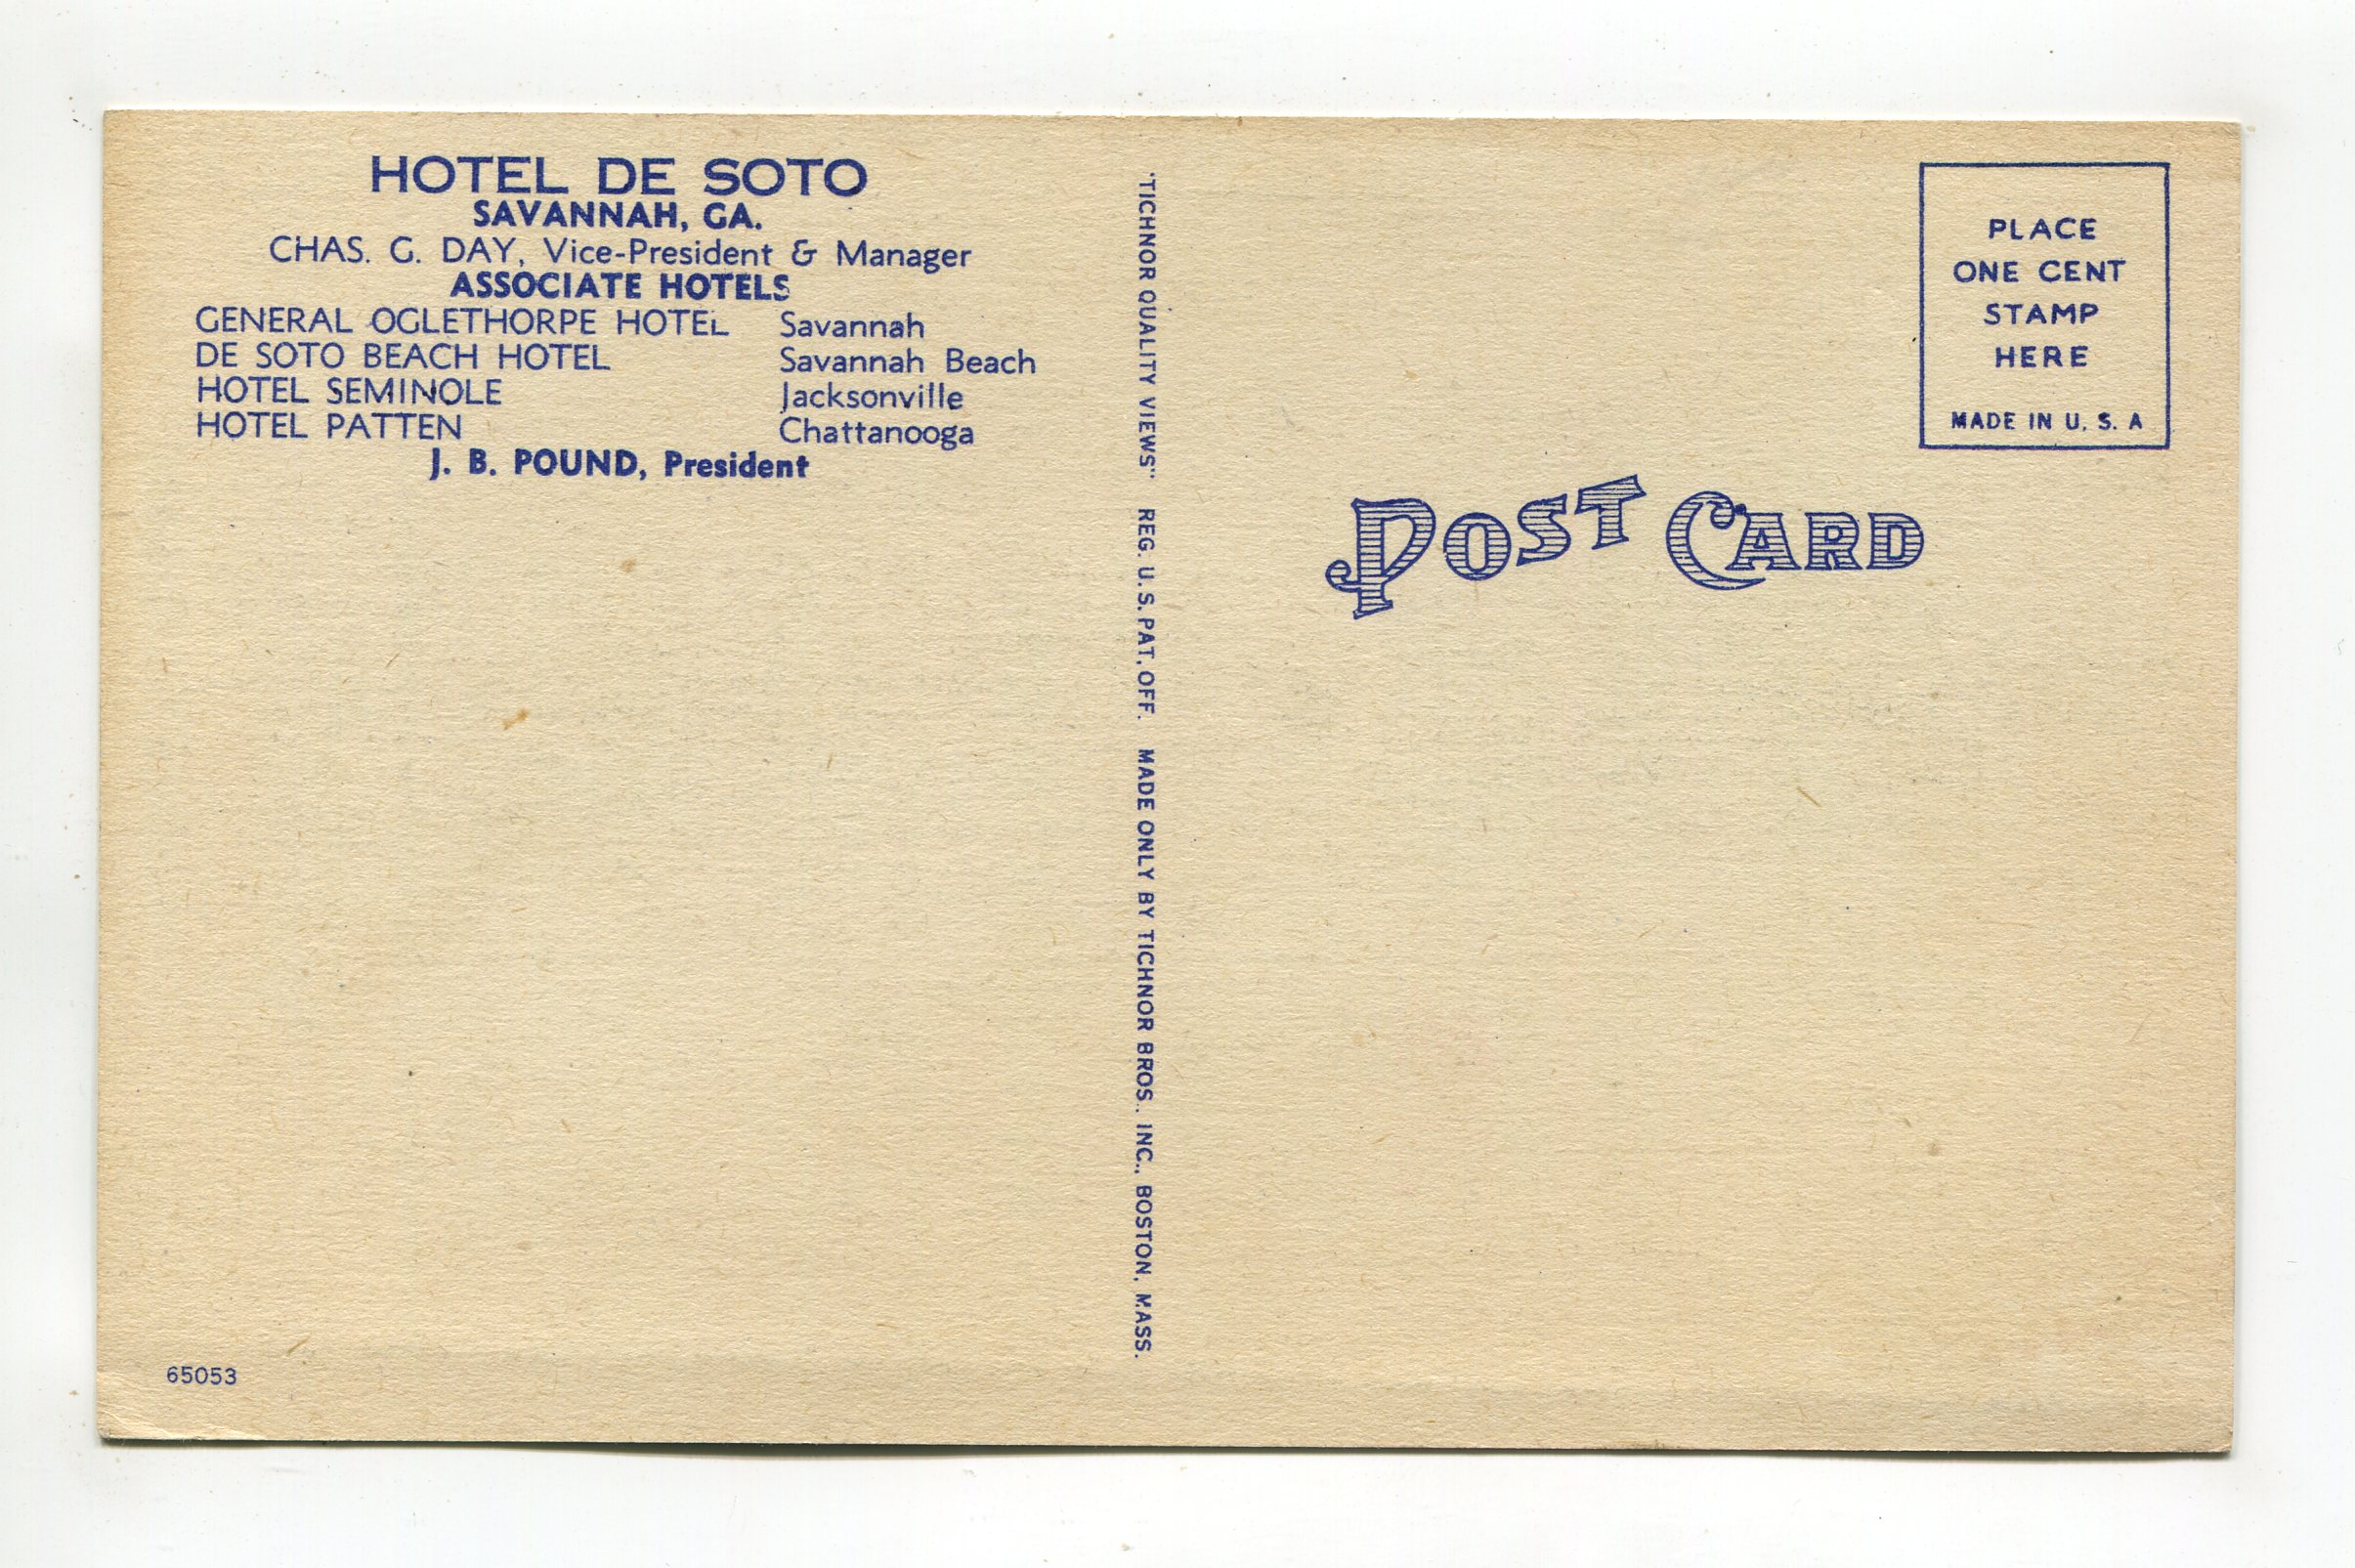 HOTEL DE SOTO
SAVANNAH, GA.
CHAS. G. DAY, Vice-President & Manager
ASSOCIATE HOTELS
GENERAL OGLETHORPE HOTEL Savannah
DE SOTO BEACH HOTEL Savannah Beach
HOTEL SEMINOLE Jacksonville
HOTEL PATTEN Chattanooga
J. B. POUND, President
65053
"TICHNOR QUALITY VIEWS" REG. U.S. PAT. OFF. MADE ONLY BY TICHNOR BROS., INC., BOSTON, MASS.
PLACE
ONE CENT
STAMP
HERE
MADE IN U. S. A
POST CARD